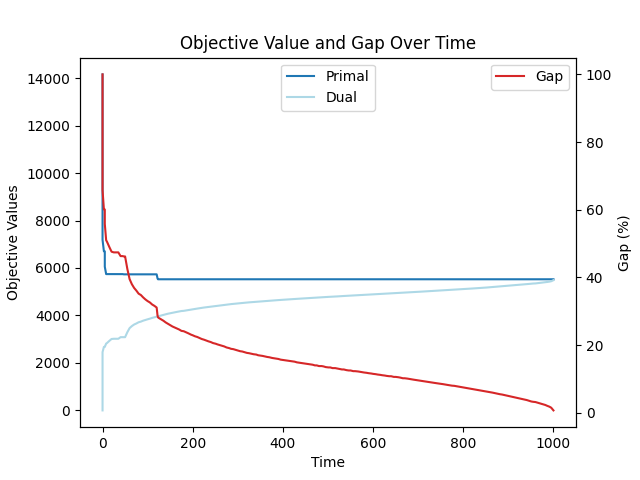 Objective Value and Gap Over Time
Objective Values
14000
12000
10000
8000
6000
4000
2000
0
Primal
Dual
Gap
100
80
60
40
20
0
Gap (%)
0
200
400
600
800
1000
Time